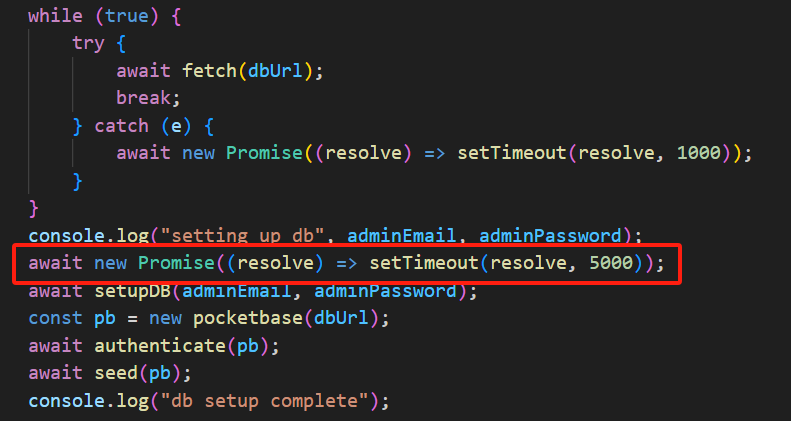 while (true) {
try {
await fetch(dbUrl);
break;
} catch (e) {
await new Promise((resolve) => setTimeout(resolve, 1000));
}
}
console.log("setting up db", adminEmail, adminPassword);
await new Promise((resolve) => setTimeout(resolve, 5000));
await setupDB(adminEmail, adminPassword);
const pb = new pocketbase(dbUrl);
await authenticate(pb);
await seed(pb);
console.log("db setup complete");